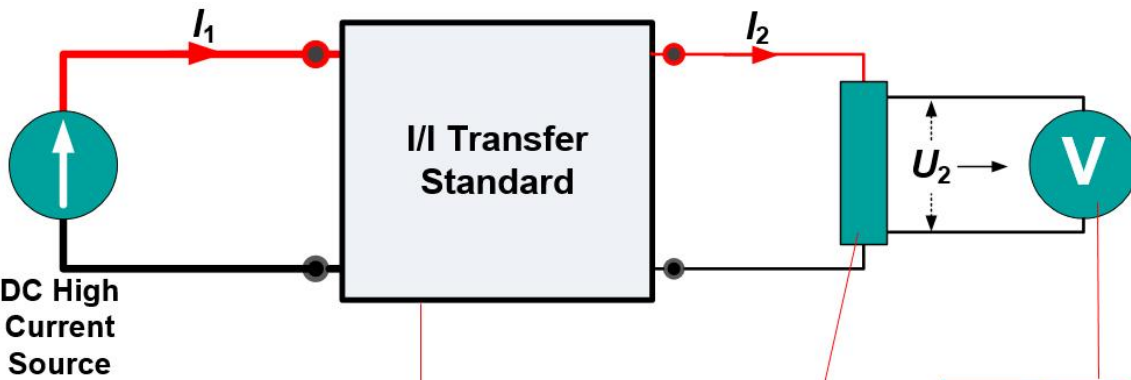 I1
I2
I/I Transfer
Standard
U2
V
DC High
Current
Source